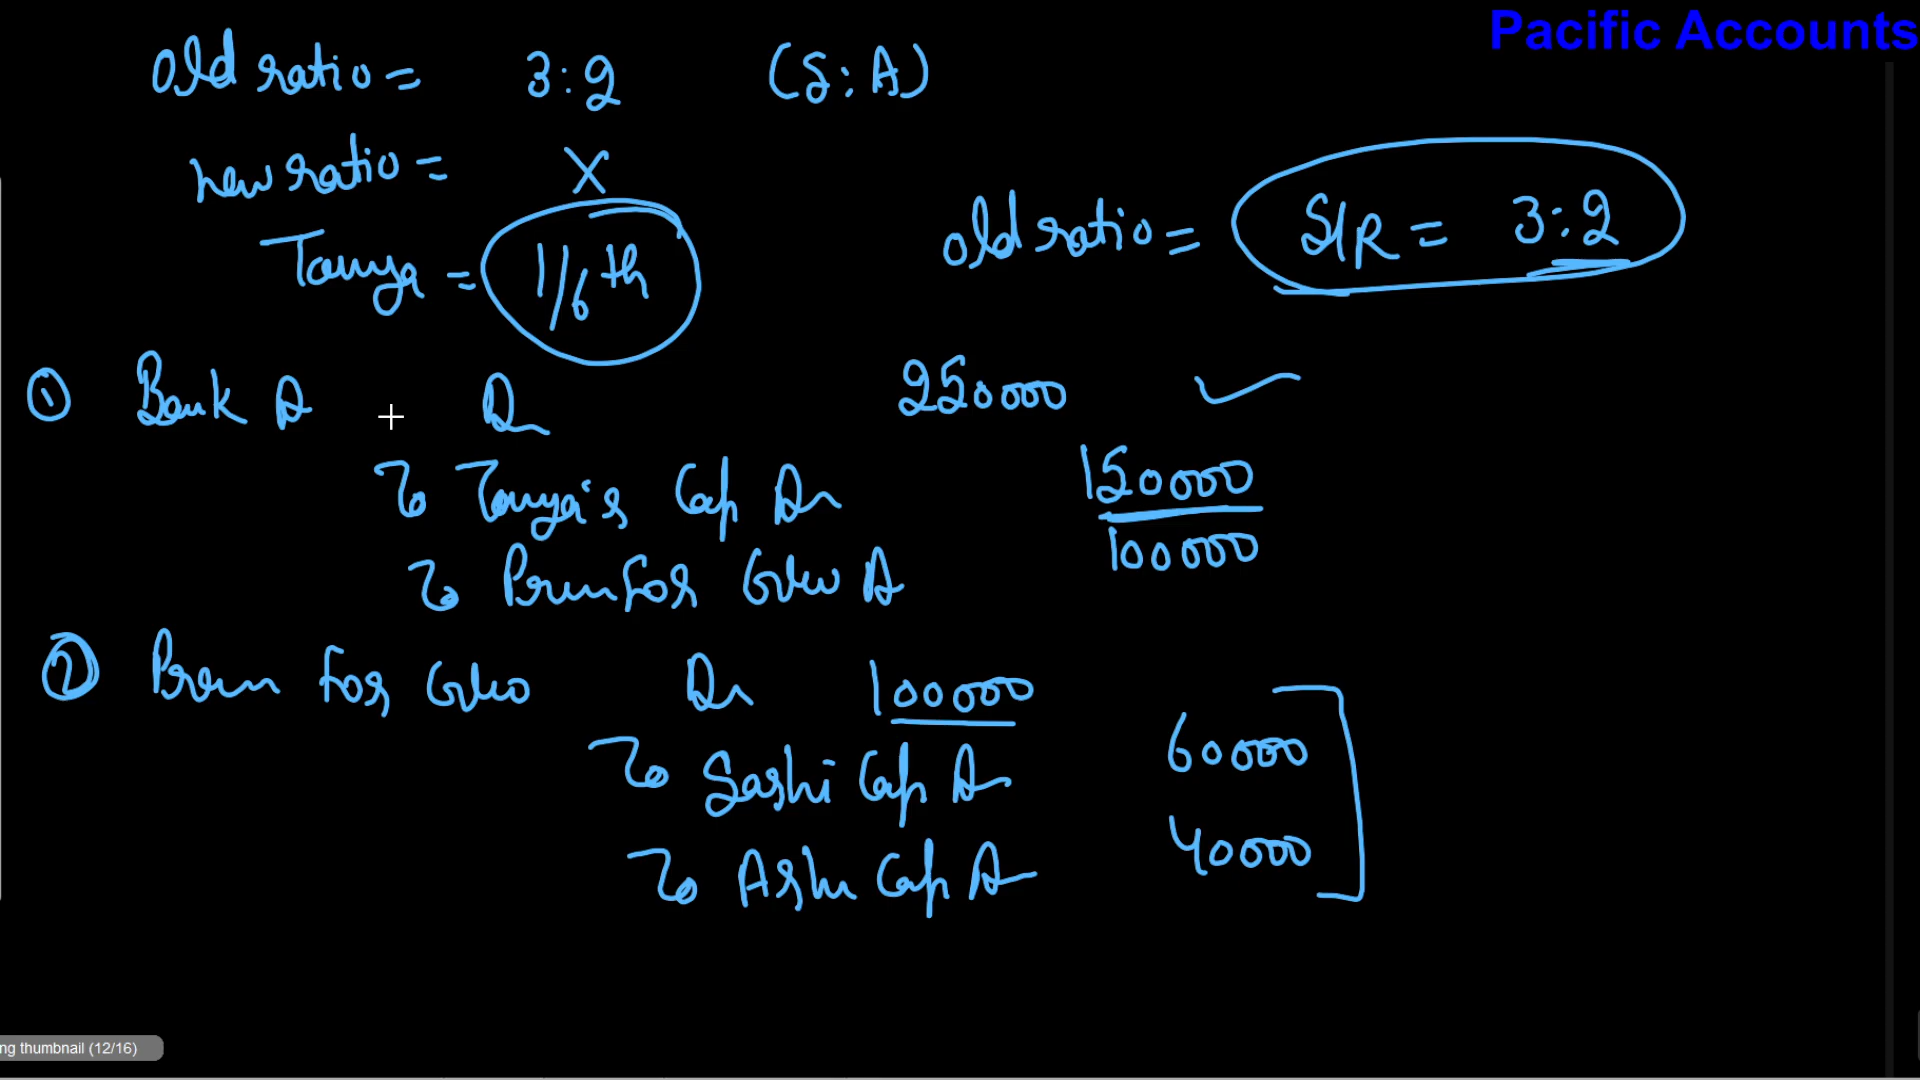 Pacific Accounts
old ratio = 3:2 (S:A)
new ratio = X
Tanya = 1/6th
old ratio = S/R = 3:2
① Bank A Dr 250000
To Tanya's Cap 150000
To Prem for G/w A 100000
② Prem for G/w Dr 100000
To Sashi Cap A 60000
To Ashu Cap A 40000
ng thumbnail (12/16)